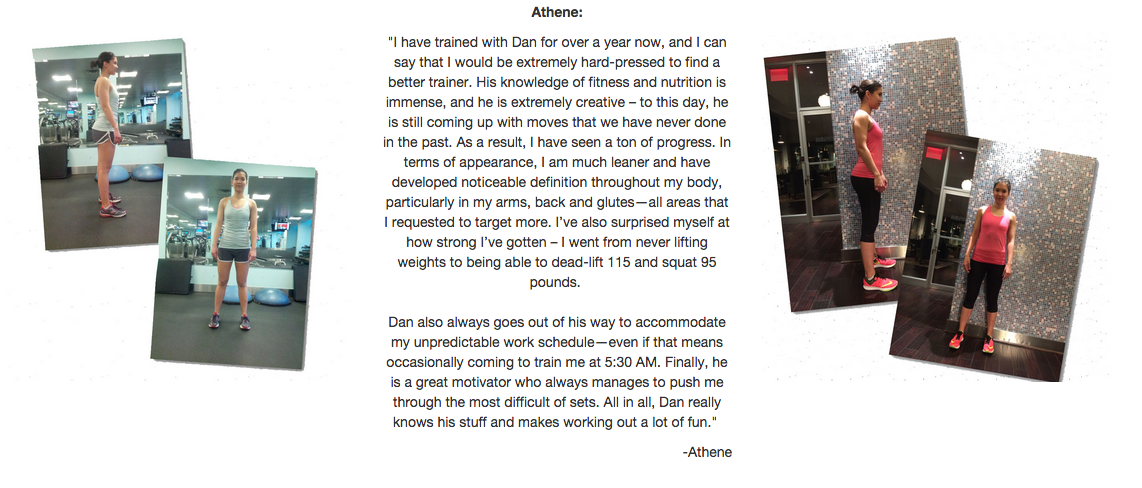 Athene:
"I have trained with Dan for over a year now, and I can
say that I would be extremely hard-pressed to find a
better trainer. His knowledge of fitness and nutrition is
immense, and he is extremely creative – to this day, he
is still coming up with moves that we have never done
in the past. As a result, I have seen a ton of progress. In
terms of appearance, I am much leaner and have
developed noticeable definition throughout my body,
particularly in my arms, back and glutes—all areas that
I requested to target more. I've also surprised myself at
how strong I've gotten – I went from never lifting
weights to being able to dead-lift 115 and squat 95
pounds.
Dan also always goes out of his way to accommodate
my unpredictable work schedule—even if that means
occasionally coming to train me at 5:30 AM. Finally, he
is a great motivator who always manages to push me
through the most difficult of sets. All in all, Dan really
knows his stuff and makes working out a lot of fun."
-Athene